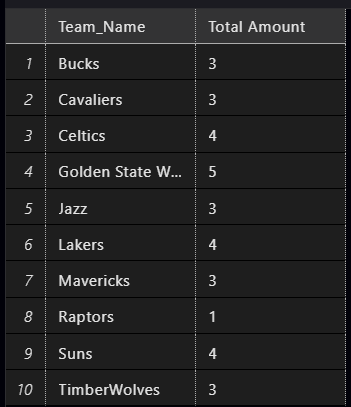 Team_Name Total Amount
1 Bucks 3
2 Cavaliers 3
3 Celtics 4
4 Golden State W... 5
5 Jazz 3
6 Lakers 4
7 Mavericks 3
8 Raptors 1
9 Suns 4
10 TimberWolves 3